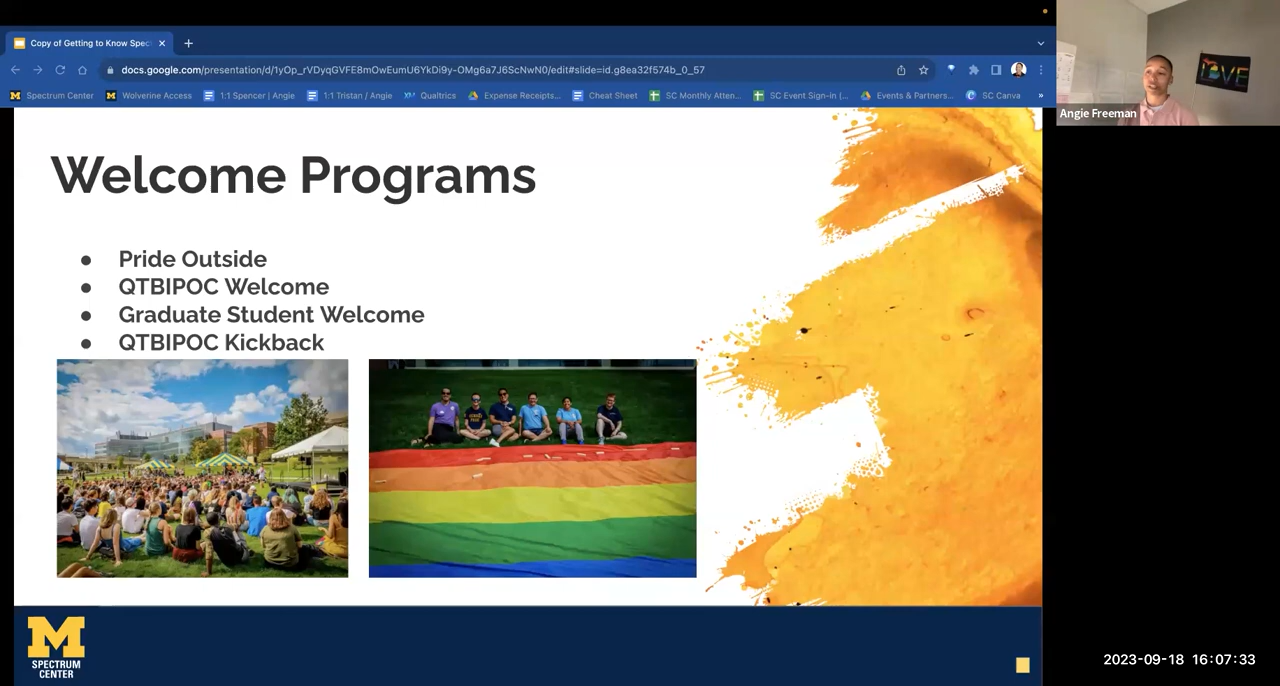 Copy of Getting to Know Spec
docs.google.com/presentation/d/1yOp_rVDyqGVFE8mOwEumU6YkDi9y-OMg6a7J6ScNwN0/edit#slide=id.g8ea32f574b_0_57
Spectrum Center
Wolverine Access
1:1 Spencer | Angie
1:1 Tristan / Angie
Qualtrics
Expense Receipts...
Cheat Sheet
SC Monthly Atten...
SC Event Sign-in (...
Events & Partners...
SC Canva
»
LOVE
Angie Freeman
Welcome Programs
● Pride Outside
● QTBIPOC Welcome
● Graduate Student Welcome
● QTBIPOC Kickback
M
SPECTRUM
CENTER
2023-09-18 16:07:33